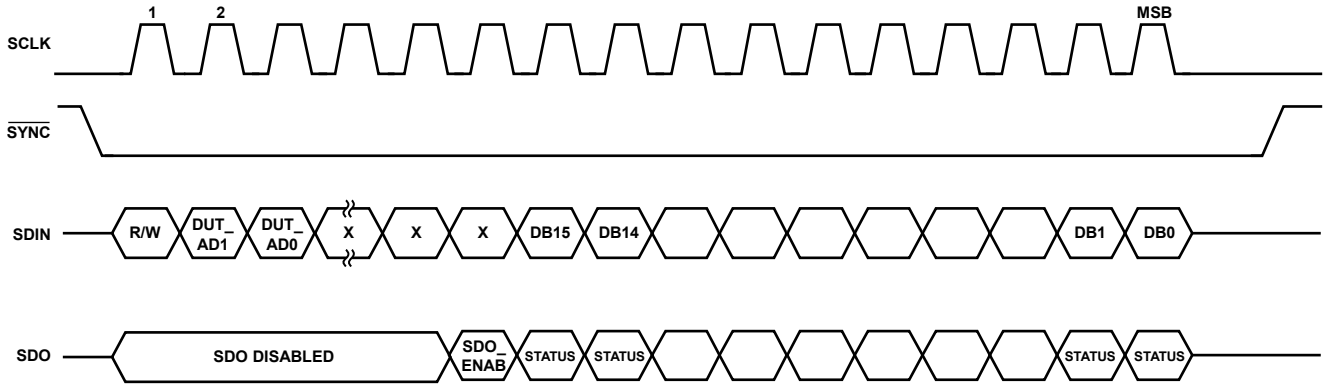 1 2 MSB
SCLK
SYNC
SDIN R/W DUT_ DUT_ X X X DB15 DB14 DB1 DB0
AD1 AD0
SDO SDO DISABLED SDO_ STATUS STATUS STATUS STATUS
ENAB